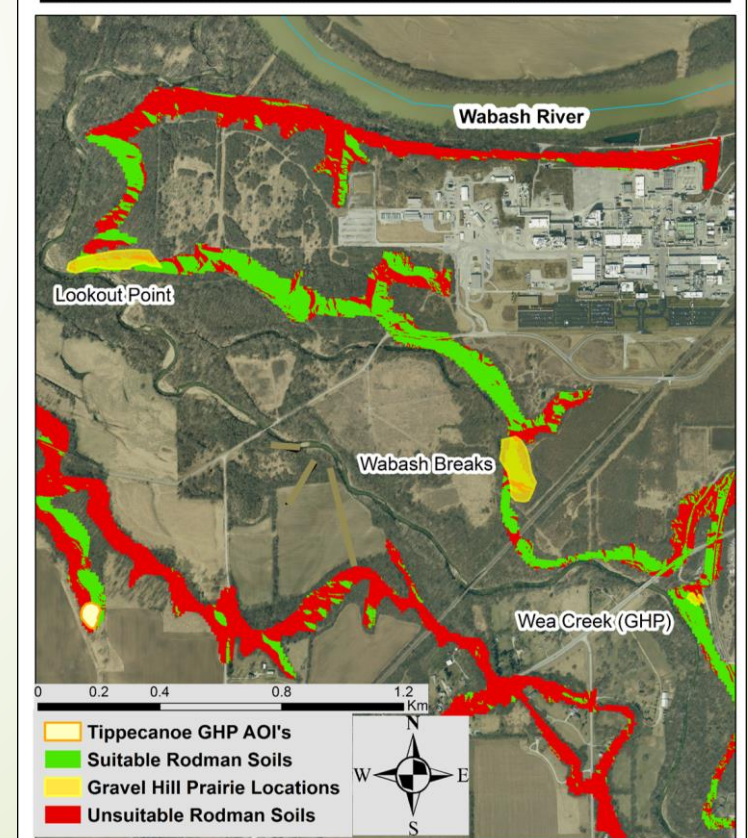 Wabash River
Lookout Point
Wabash Breaks
Wea Creek (GHP)
0 0.2 0.4 0.8 1.2
Km
Tippecanoe GHP AOI's
Suitable Rodman Soils
Gravel Hill Prairie Locations
Unsuitable Rodman Soils
N
W E
S